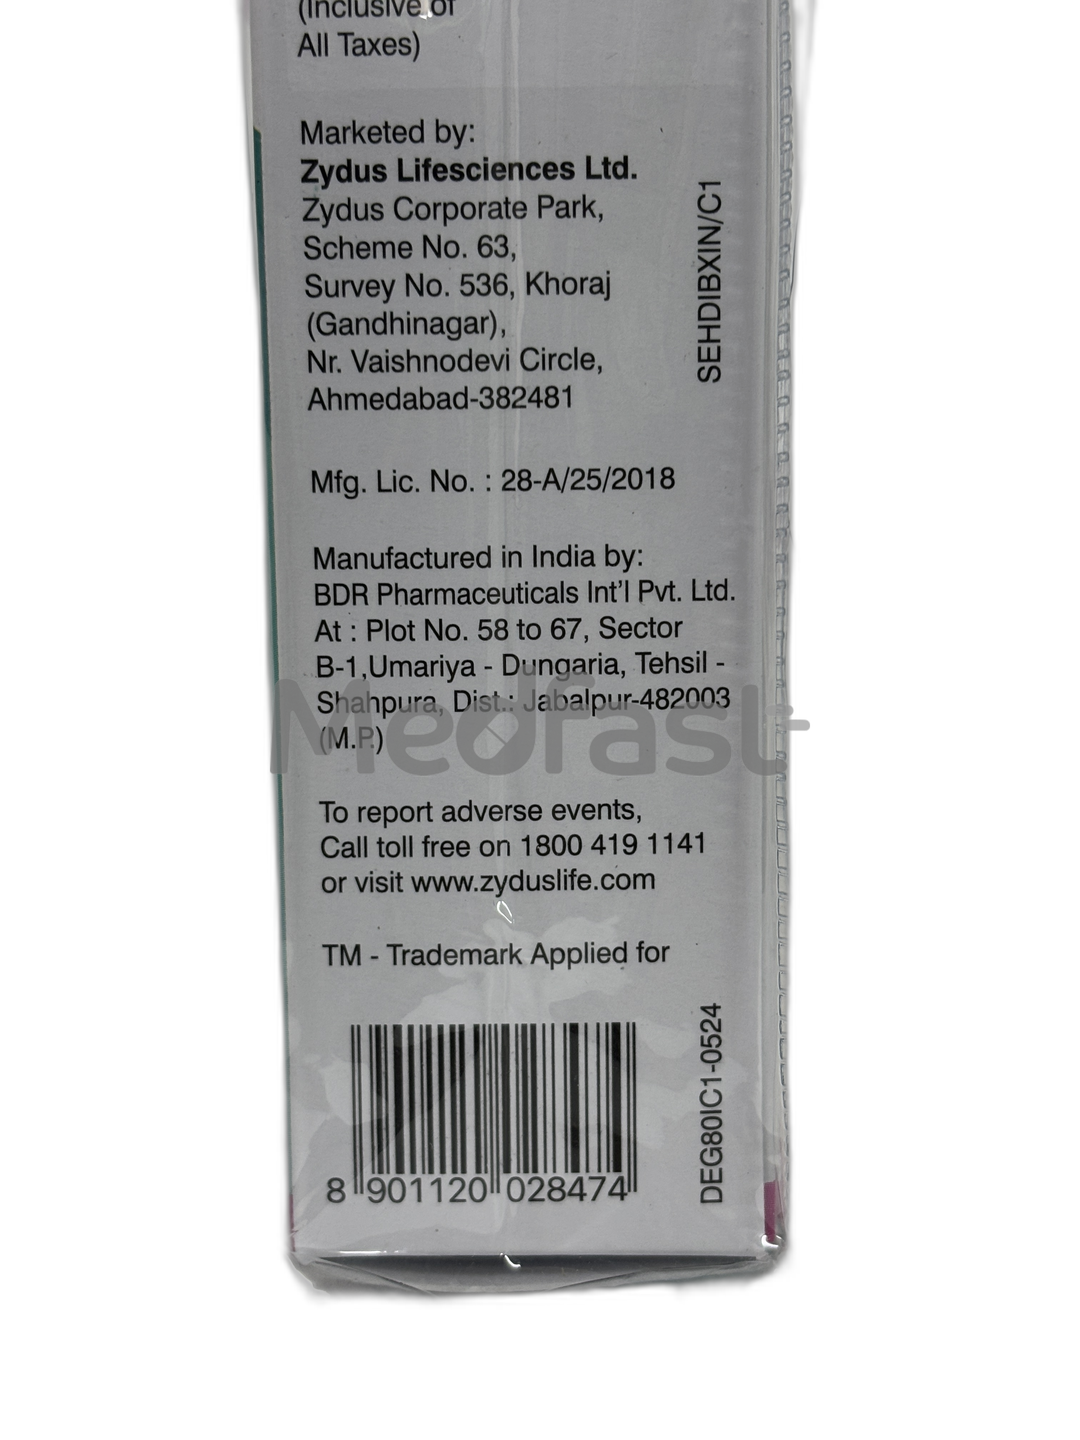 (Inclusive of
All Taxes)
Marketed by:
Zydus Lifesciences Ltd.
Zydus Corporate Park,
Scheme No. 63,
Survey No. 536, Khoraj
(Gandhinagar),
Nr. Vaishnodevi Circle,
Ahmedabad-382481
SEHDIBXIN/C1
Mfg. Lic. No. : 28-A/25/2018
Manufactured in India by:
BDR Pharmaceuticals Int'l Pvt. Ltd.
At : Plot No. 58 to 67, Sector
B-1,Umariya - Dungaria, Tehsil -
Shahpura, Dist.: Jabalpur-482003
(M.P.)
Medfast
To report adverse events,
Call toll free on 1800 419 1141
or visit www.zyduslife.com
TM - Trademark Applied for
8 901120 028474
DEG80IC1-0524